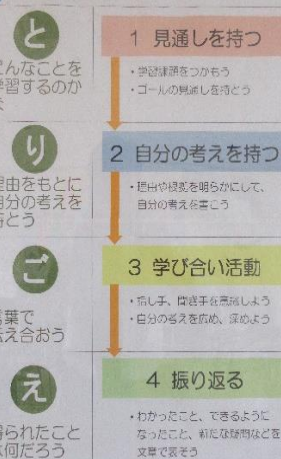 と
んなことを
学習するのか
1 見通しを持つ
・学習課題をつかもう
・ゴールの見通しを持とう
り
理由をもとに
自分の考えを
持とう
2 自分の考えを持つ
・理由や根拠を明らかにして、
自分の考えを書こう
ご
言葉で
伝え合おう
3 学び合い活動
・話し手、聞き手を意識しよう
・自分の考えを広め、深めよう
え
得られたこと
は何だろう
4 振り返る
・わかったこと、できるように
なったこと、新たな疑問などを
文章で表そう